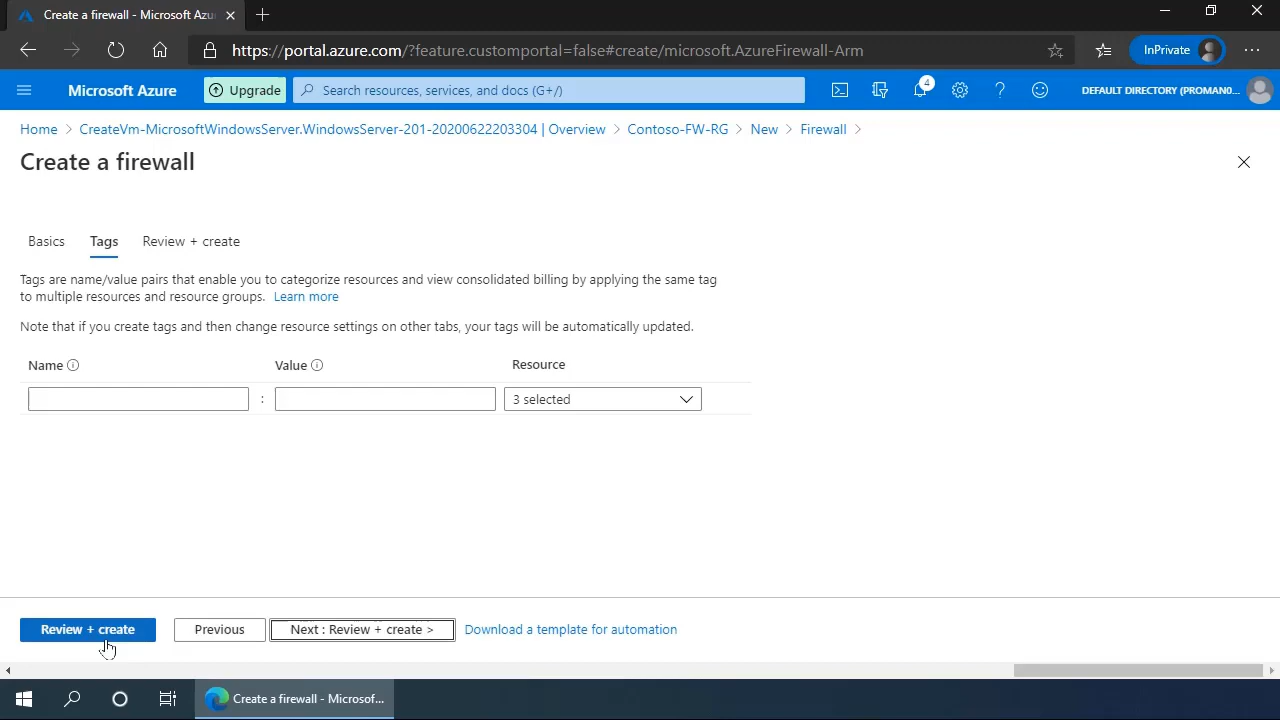 Create a firewall - Microsoft Azu
https://portal.azure.com/?feature.customportal=false#create/microsoft.AzureFirewall-Arm
InPrivate
Microsoft Azure
Upgrade
Search resources, services, and docs (G+/)
4
DEFAULT DIRECTORY (PROMAN0...
Home > CreateVm-MicrosoftWindowsServer.WindowsServer-201-20200622203304 | Overview > Contoso-FW-RG > New > Firewall >
Create a firewall
Basics Tags Review + create
Tags are name/value pairs that enable you to categorize resources and view consolidated billing by applying the same tag
to multiple resources and resource groups. Learn more
Note that if you create tags and then change resource settings on other tabs, your tags will be automatically updated.
Name Value Resource
: 3 selected
Review + create Previous Next : Review + create > Download a template for automation
Create a firewall - Microsof...